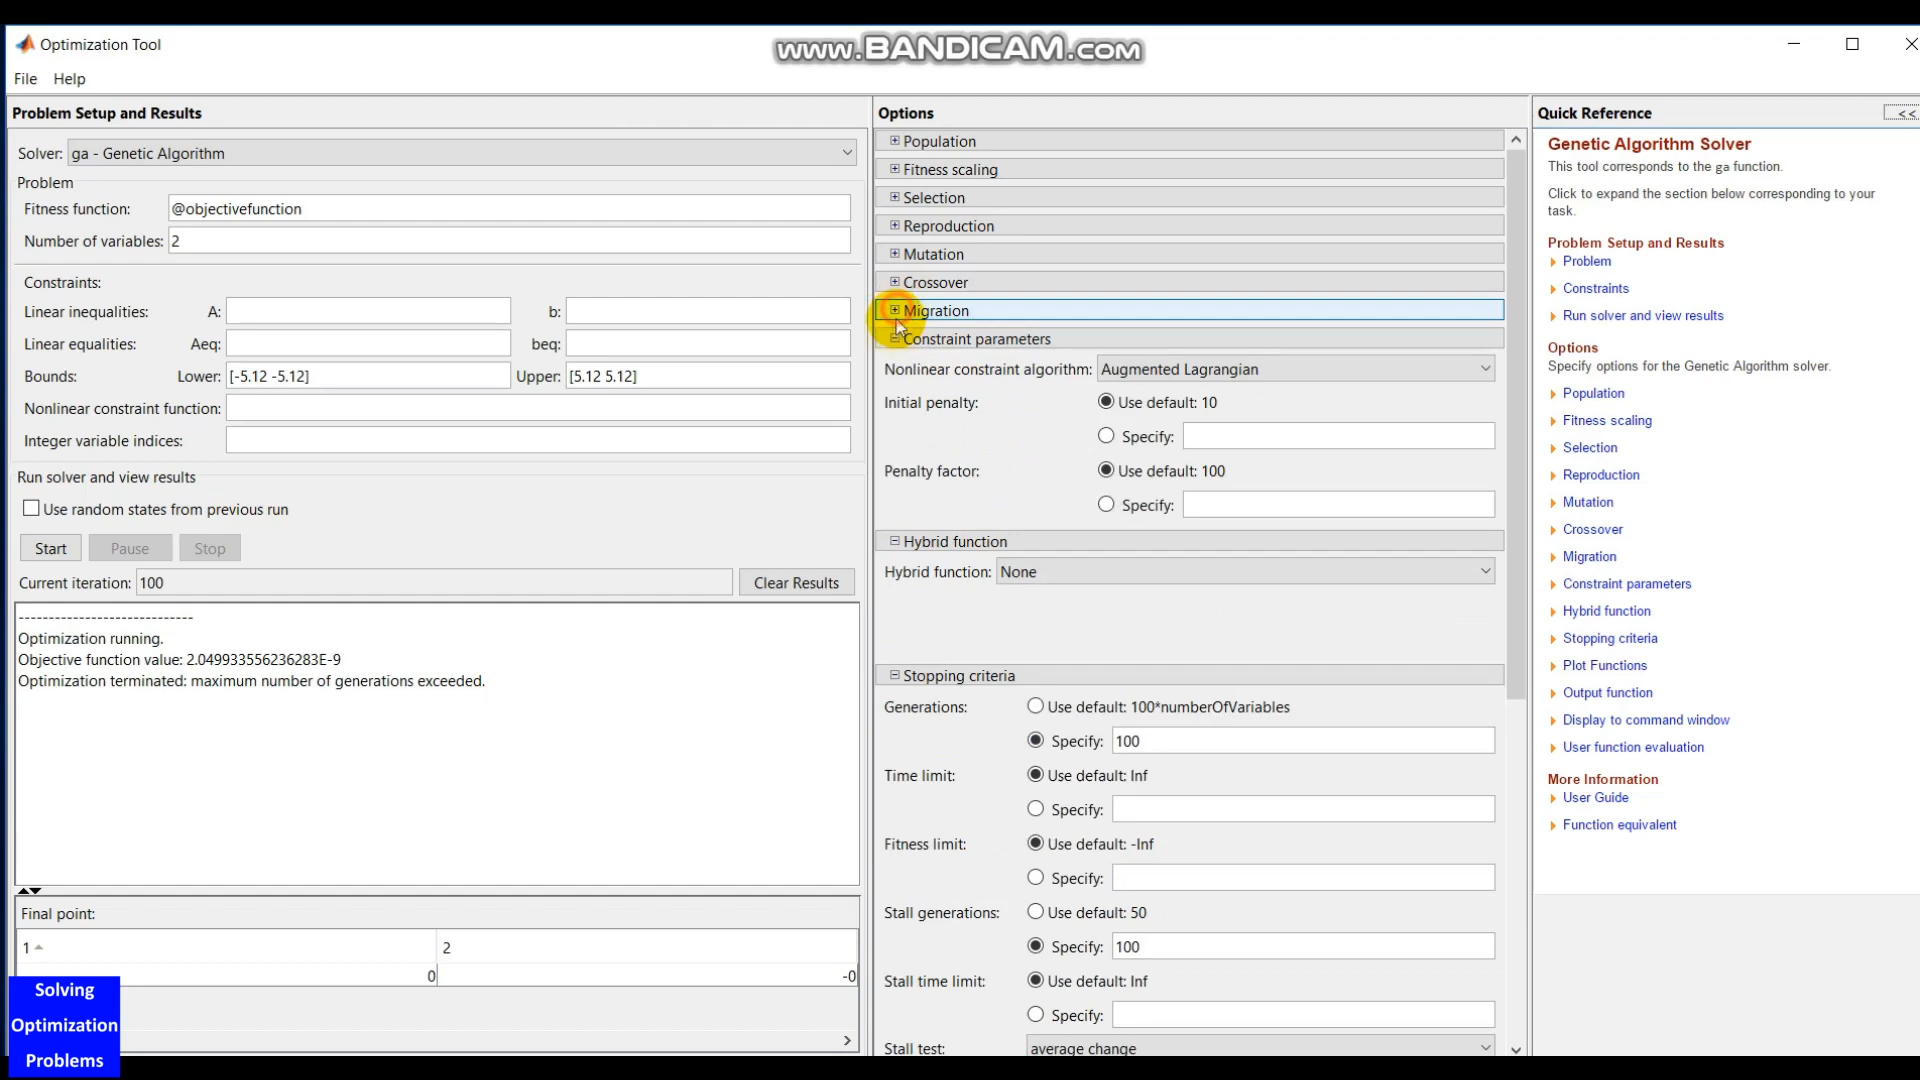 Optimization Tool
www.BANDICAM.com
File Help
Problem Setup and Results
Solver: ga - Genetic Algorithm
Problem
Fitness function: @objectivefunction
Number of variables: 2
Constraints:
Linear inequalities: A: b:
Linear equalities: Aeq: beq:
Bounds: Lower: [-5.12 -5.12] Upper: [5.12 5.12]
Nonlinear constraint function:
Integer variable indices:
Run solver and view results
Use random states from previous run
Start Pause Stop
Current iteration: 100 Clear Results
-----------------------------
Optimization running.
Objective function value: 2.049933556236283E-9
Optimization terminated: maximum number of generations exceeded.
Final point:
1 2
0 -0
Solving
Optimization
Problems
Options
Population
Fitness scaling
Selection
Reproduction
Mutation
Crossover
Migration
Constraint parameters
Nonlinear constraint algorithm: Augmented Lagrangian
Initial penalty: Use default: 10
Specify:
Penalty factor: Use default: 100
Specify:
Hybrid function
Hybrid function: None
Stopping criteria
Generations: Use default: 100*numberOfVariables
Specify: 100
Time limit: Use default: Inf
Specify:
Fitness limit: Use default: -Inf
Specify:
Stall generations: Use default: 50
Specify: 100
Stall time limit: Use default: Inf
Specify:
Stall test: average change
Quick Reference <<
Genetic Algorithm Solver
This tool corresponds to the ga function.
Click to expand the section below corresponding to your
task.
Problem Setup and Results
Problem
Constraints
Run solver and view results
Options
Specify options for the Genetic Algorithm solver.
Population
Fitness scaling
Selection
Reproduction
Mutation
Crossover
Migration
Constraint parameters
Hybrid function
Stopping criteria
Plot Functions
Output function
Display to command window
User function evaluation
More Information
User Guide
Function equivalent